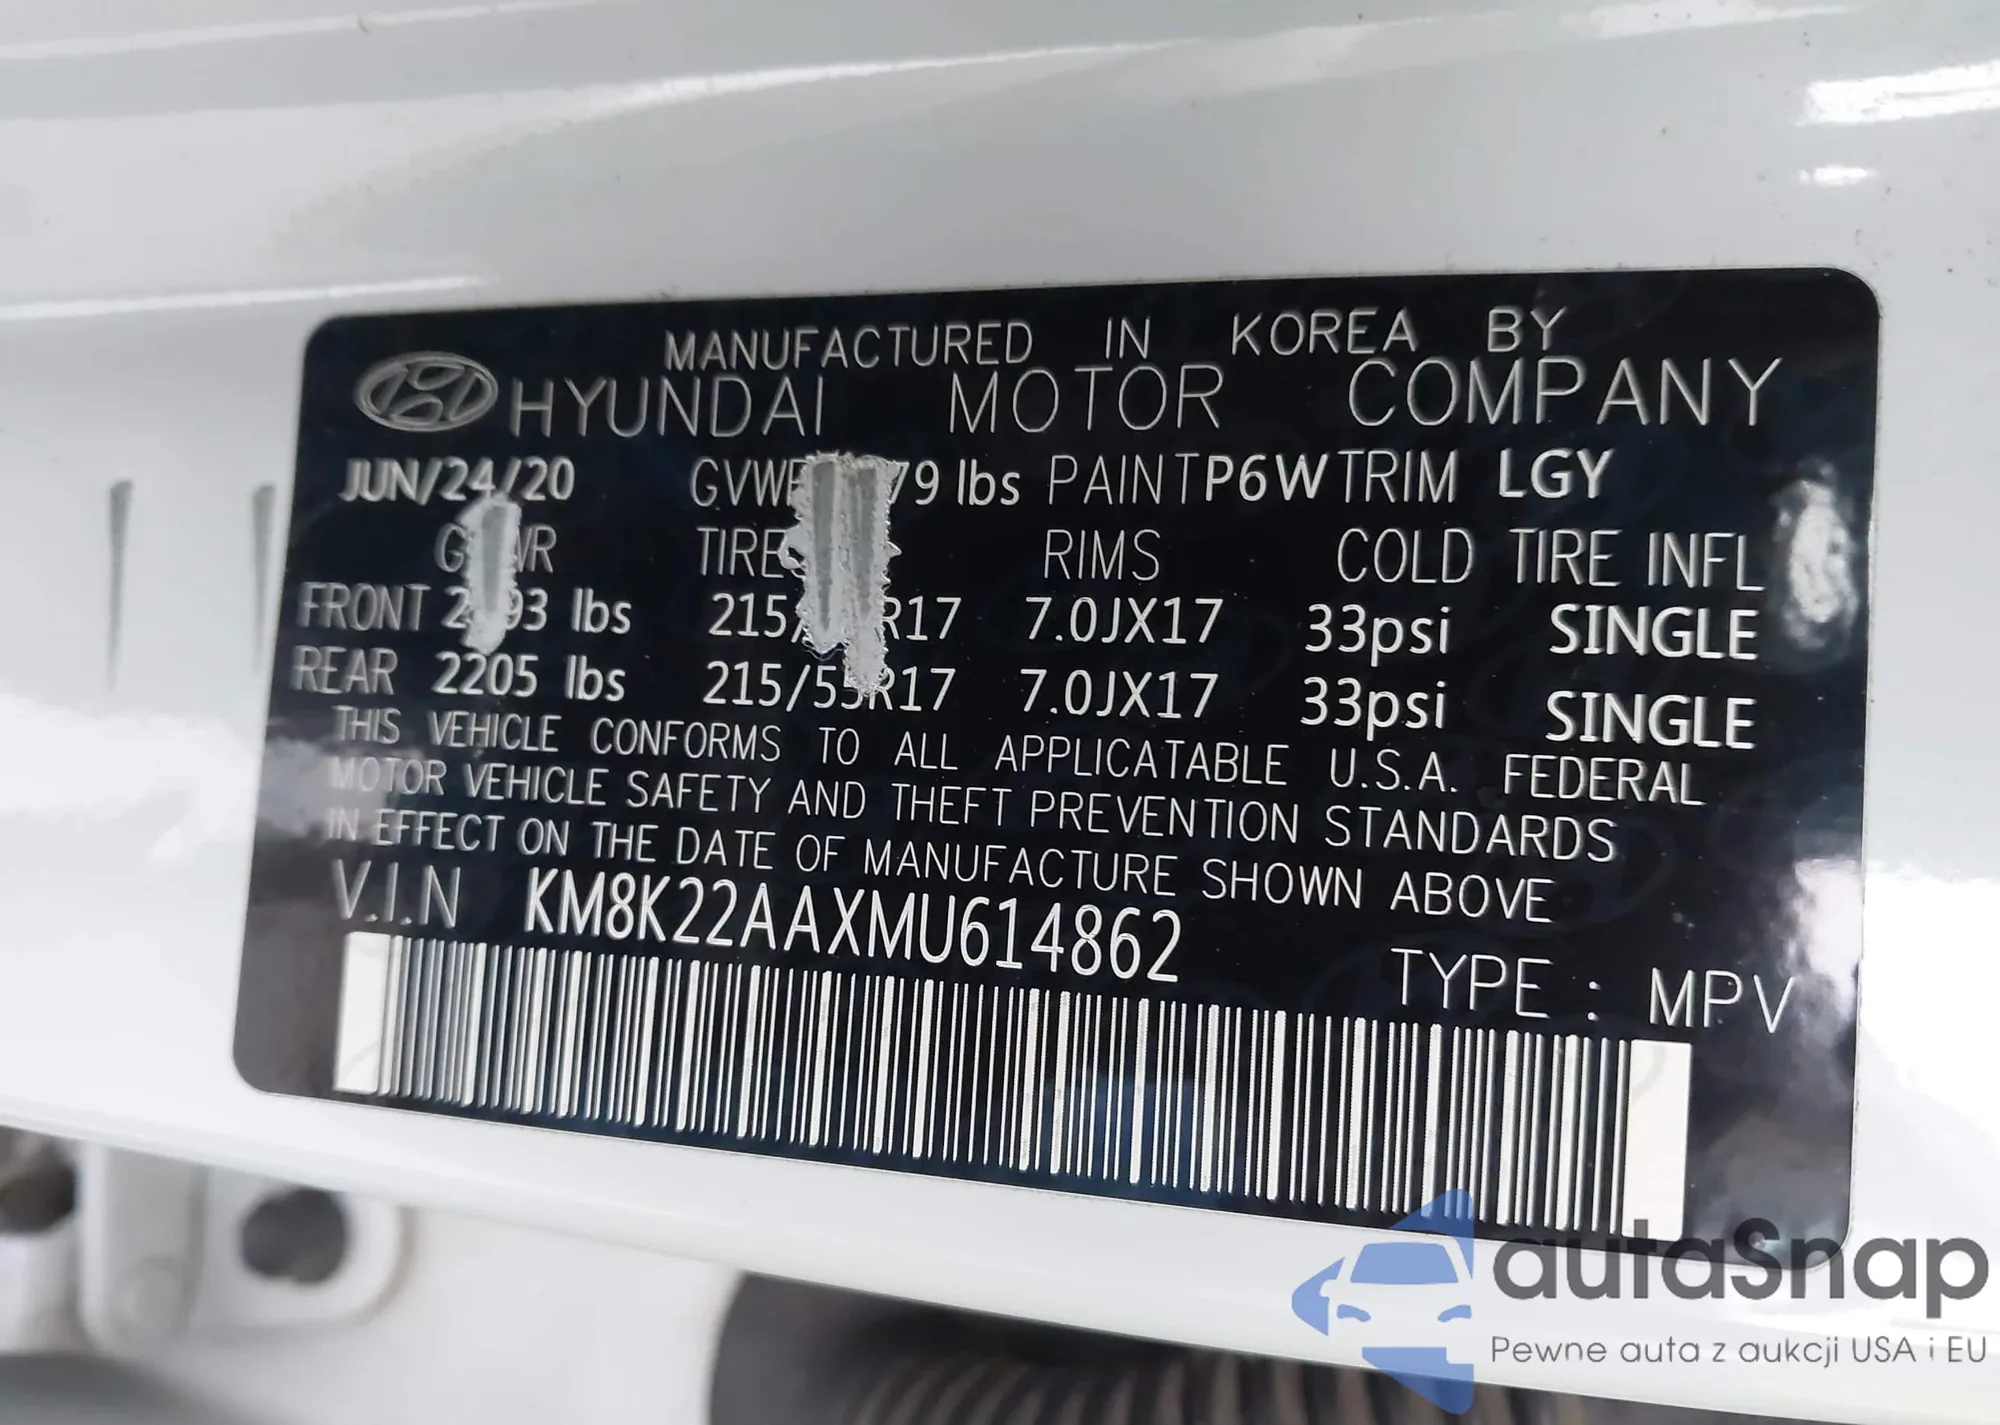 MANUFACTURED IN KOREA BY
HYUNDAI MOTOR COMPANY
JUN/24/20 lbs PAINT P6W TRIM LGY
TIRE RIMS COLD TIRE INFL
FRONT lbs 7.0JX17 33psi SINGLE
REAR 2205 lbs 215/55R17 7.0JX17 33psi SINGLE
THIS VEHICLE CONFORMS TO ALL APPLICATABLE U.S.A. FEDERAL
MOTOR VEHICLE SAFETY AND THEFT PREVENTION STANDARDS
IN EFFECT ON THE DATE OF MANUFACTURE SHOWN ABOVE
V.I.N KM8K22AAXMU614862
TYPE : MPV
autaSnap
Pewne auta z aukcji USA i EU